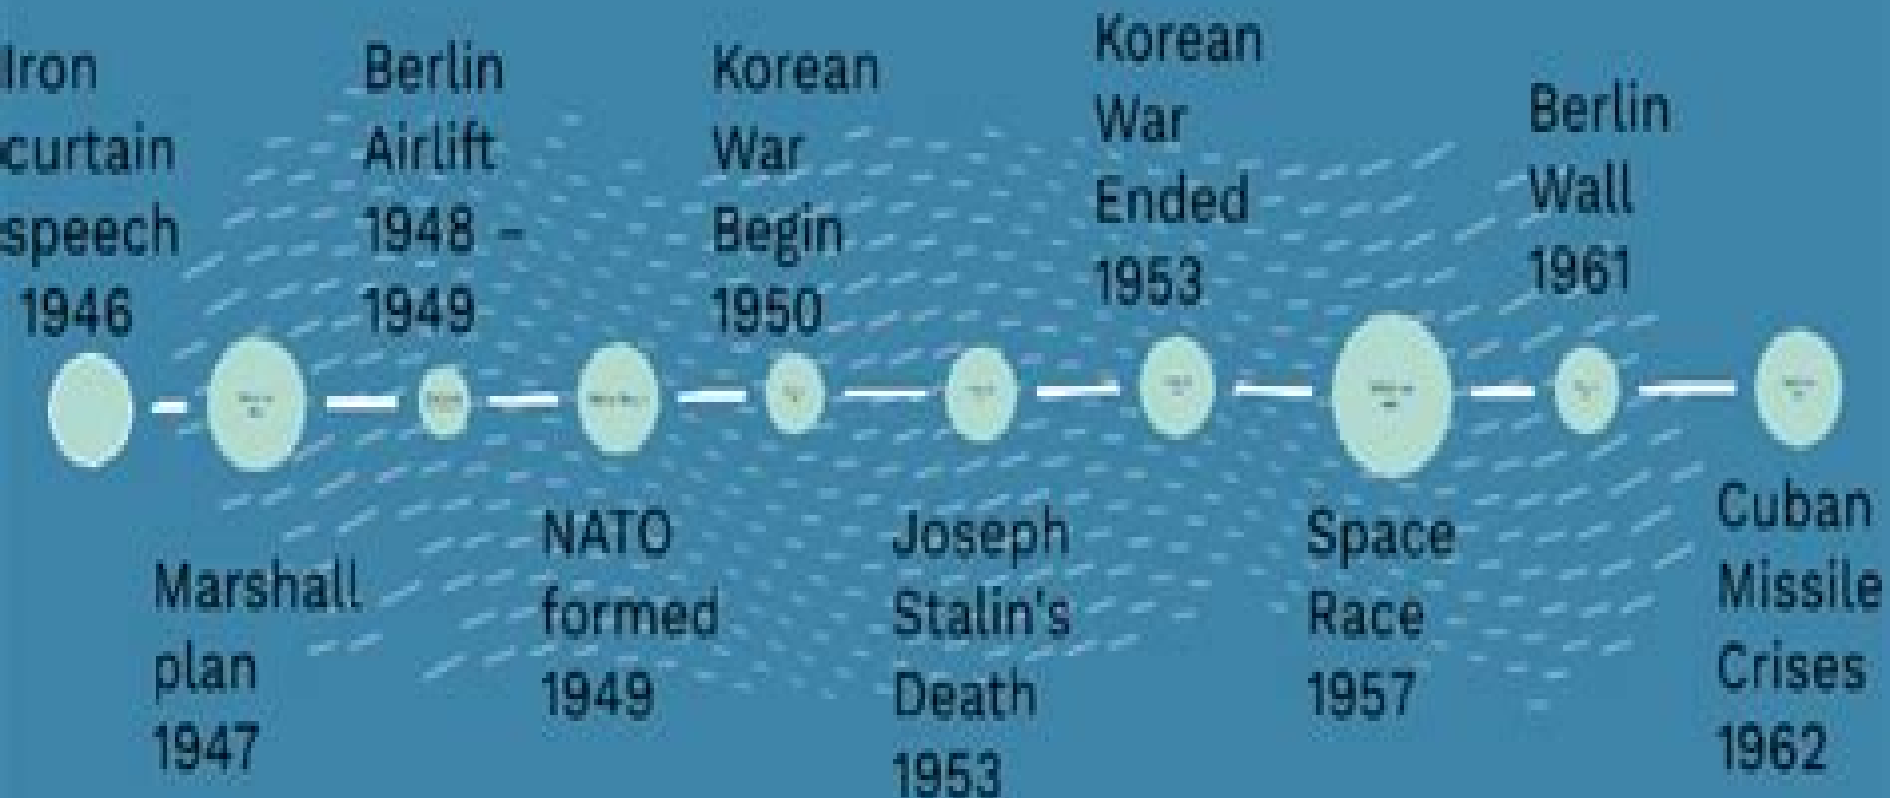 Iron
curtain
speech
1946
Marshall
plan
1947
Berlin
Airlift
1948 –
1949
NATO
formed
1949
Korean
War
Begin
1950
Joseph
Stalin's
Death
1953
Korean
War
Ended
1953
Space
Race
1957
Berlin
Wall
1961
Cuban
Missile
Crises
1962